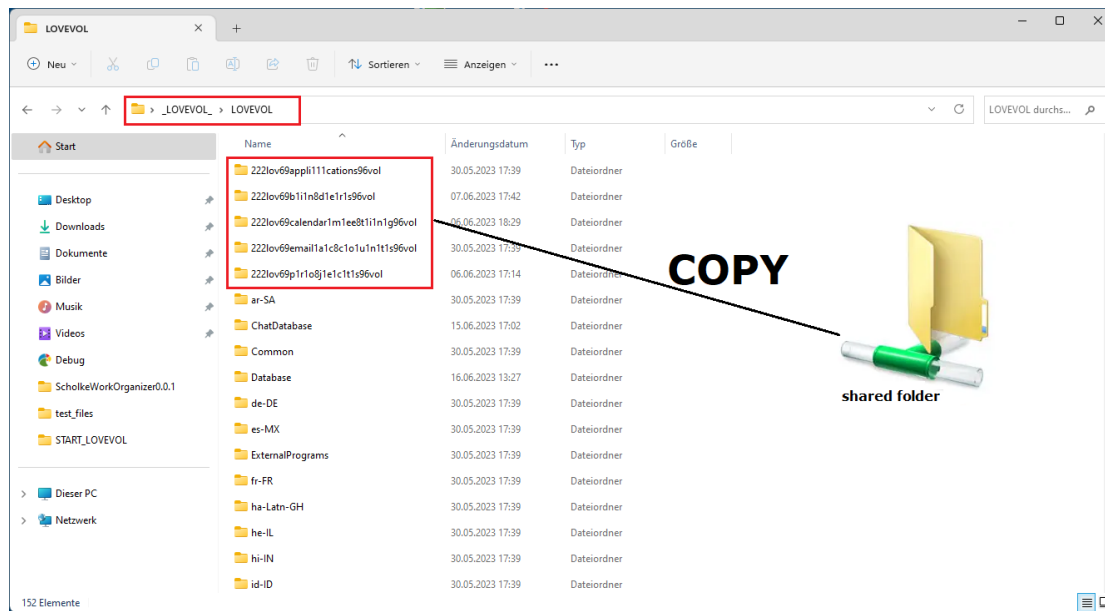 LOVEVOL
Neu
Sortieren
Anzeigen
_LOVEVOL_ > LOVEVOL
LOVEVOL durchs...
Start
Desktop
Downloads
Dokumente
Bilder
Musik
Videos
Debug
ScholkeWorkOrganizer0.0.1
test_files
START_LOVEVOL
Dieser PC
Netzwerk
Name Änderungsdatum Typ Größe
222lov69appli111cations96vol 30.05.2023 17:39 Dateiordner
222lov69b1i1n8d1e1r1s96vol 07.06.2023 17:42 Dateiordner
222lov69calendar1m1ee8t1i1n1g96vol 06.06.2023 18:29 Dateiordner
222lov69email1a1c8c1o1u1n1t1s96vol 30.05.2023 17:39 Dateiordner
222lov69p1r1o8j1e1c1t1s96vol 06.06.2023 17:14 Dateiordner
ar-SA 30.05.2023 17:39 Dateiordner
ChatDatabase 15.06.2023 17:02 Dateiordner
Common 30.05.2023 17:39 Dateiordner
Database 16.06.2023 13:27 Dateiordner
de-DE 30.05.2023 17:39 Dateiordner
es-MX 30.05.2023 17:39 Dateiordner
ExternalPrograms 30.05.2023 17:39 Dateiordner
fr-FR 30.05.2023 17:39 Dateiordner
ha-Latn-GH 30.05.2023 17:39 Dateiordner
he-IL 30.05.2023 17:39 Dateiordner
hi-IN 30.05.2023 17:39 Dateiordner
id-ID 30.05.2023 17:39 Dateiordner
COPY
shared folder
152 Elemente